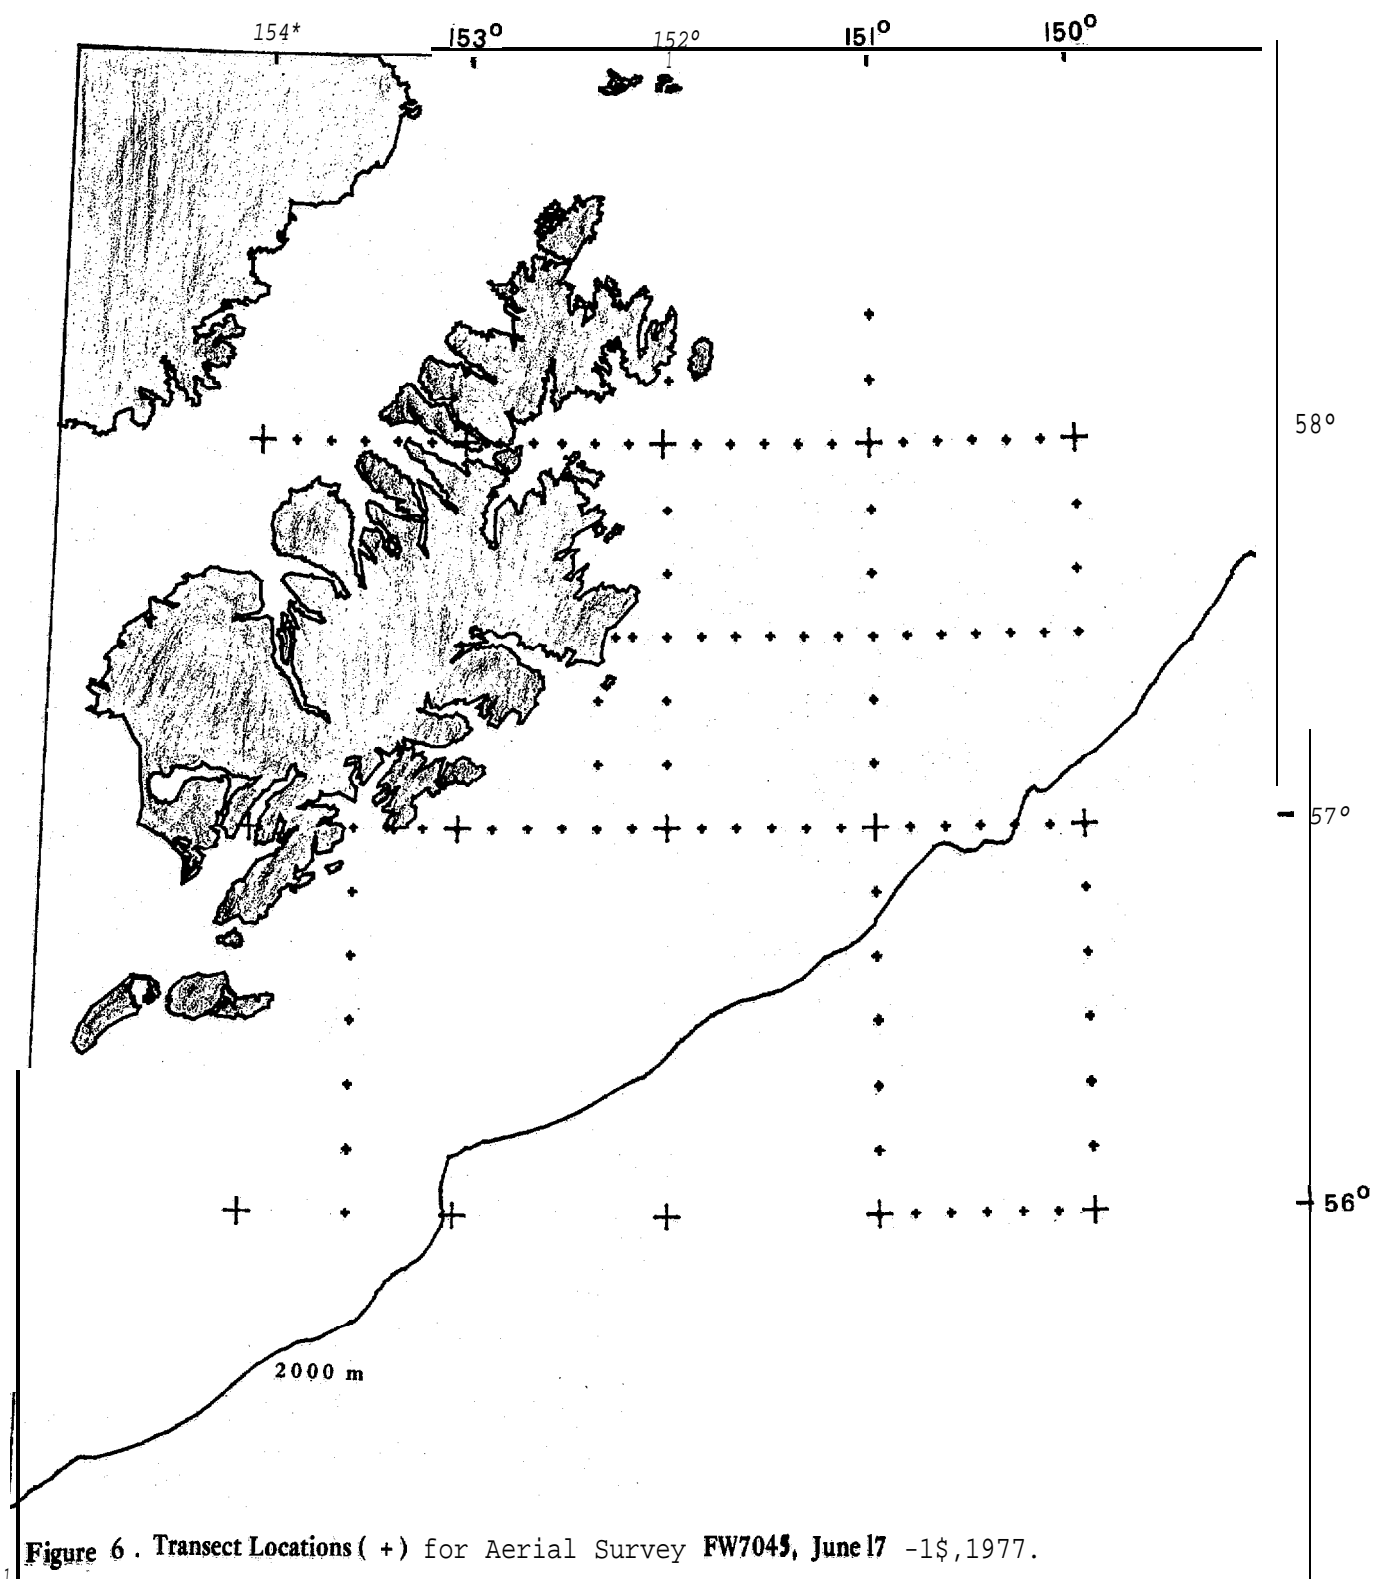 154* 153° 152° 151° 150°
58°
57°
56°
2000 m
Figure 6 . Transect Locations ( + ) for Aerial Survey FW7045, June 17 -1$,1977.